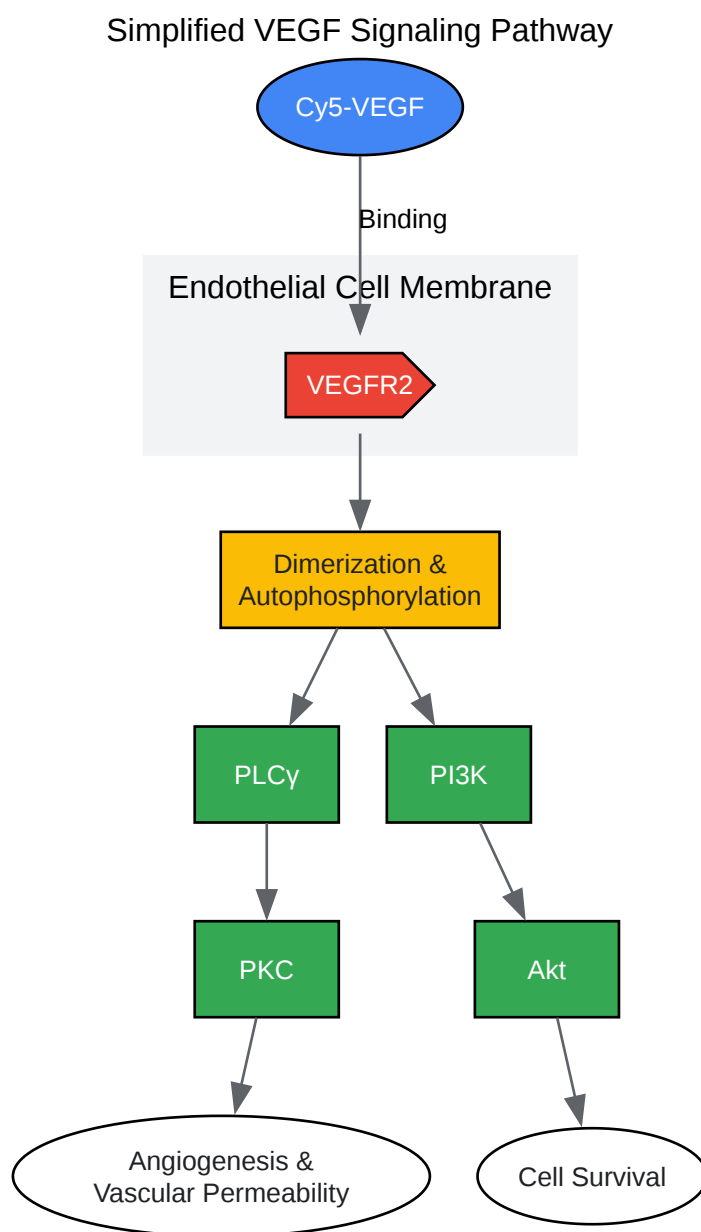 Simplified VEGF Signaling Pathway
Cy5-VEGF
Binding
Endothelial Cell Membrane
VEGFR2
Dimerization &
Autophosphorylation
PLCγ
PI3K
PKC
Akt
Angiogenesis &
Vascular Permeability
Cell Survival